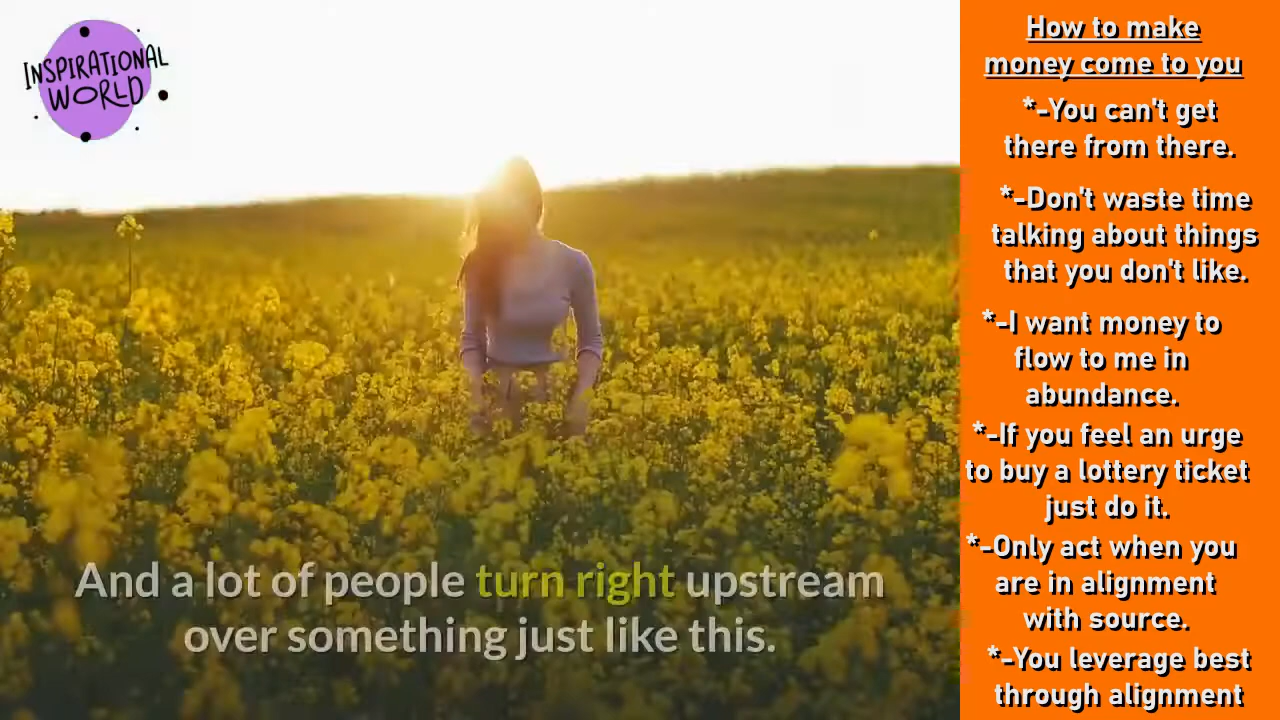 INSPIRATIONAL
WORLD
And a lot of people turn right upstream
over something just like this.
How to make
money come to you
*-You can't get
there from there.
*-Don't waste time
talking about things
that you don't like.
*-I want money to
flow to me in
abundance.
*-If you feel an urge
to buy a lottery ticket
just do it.
*-Only act when you
are in alignment
with source.
*-You leverage best
through alignment